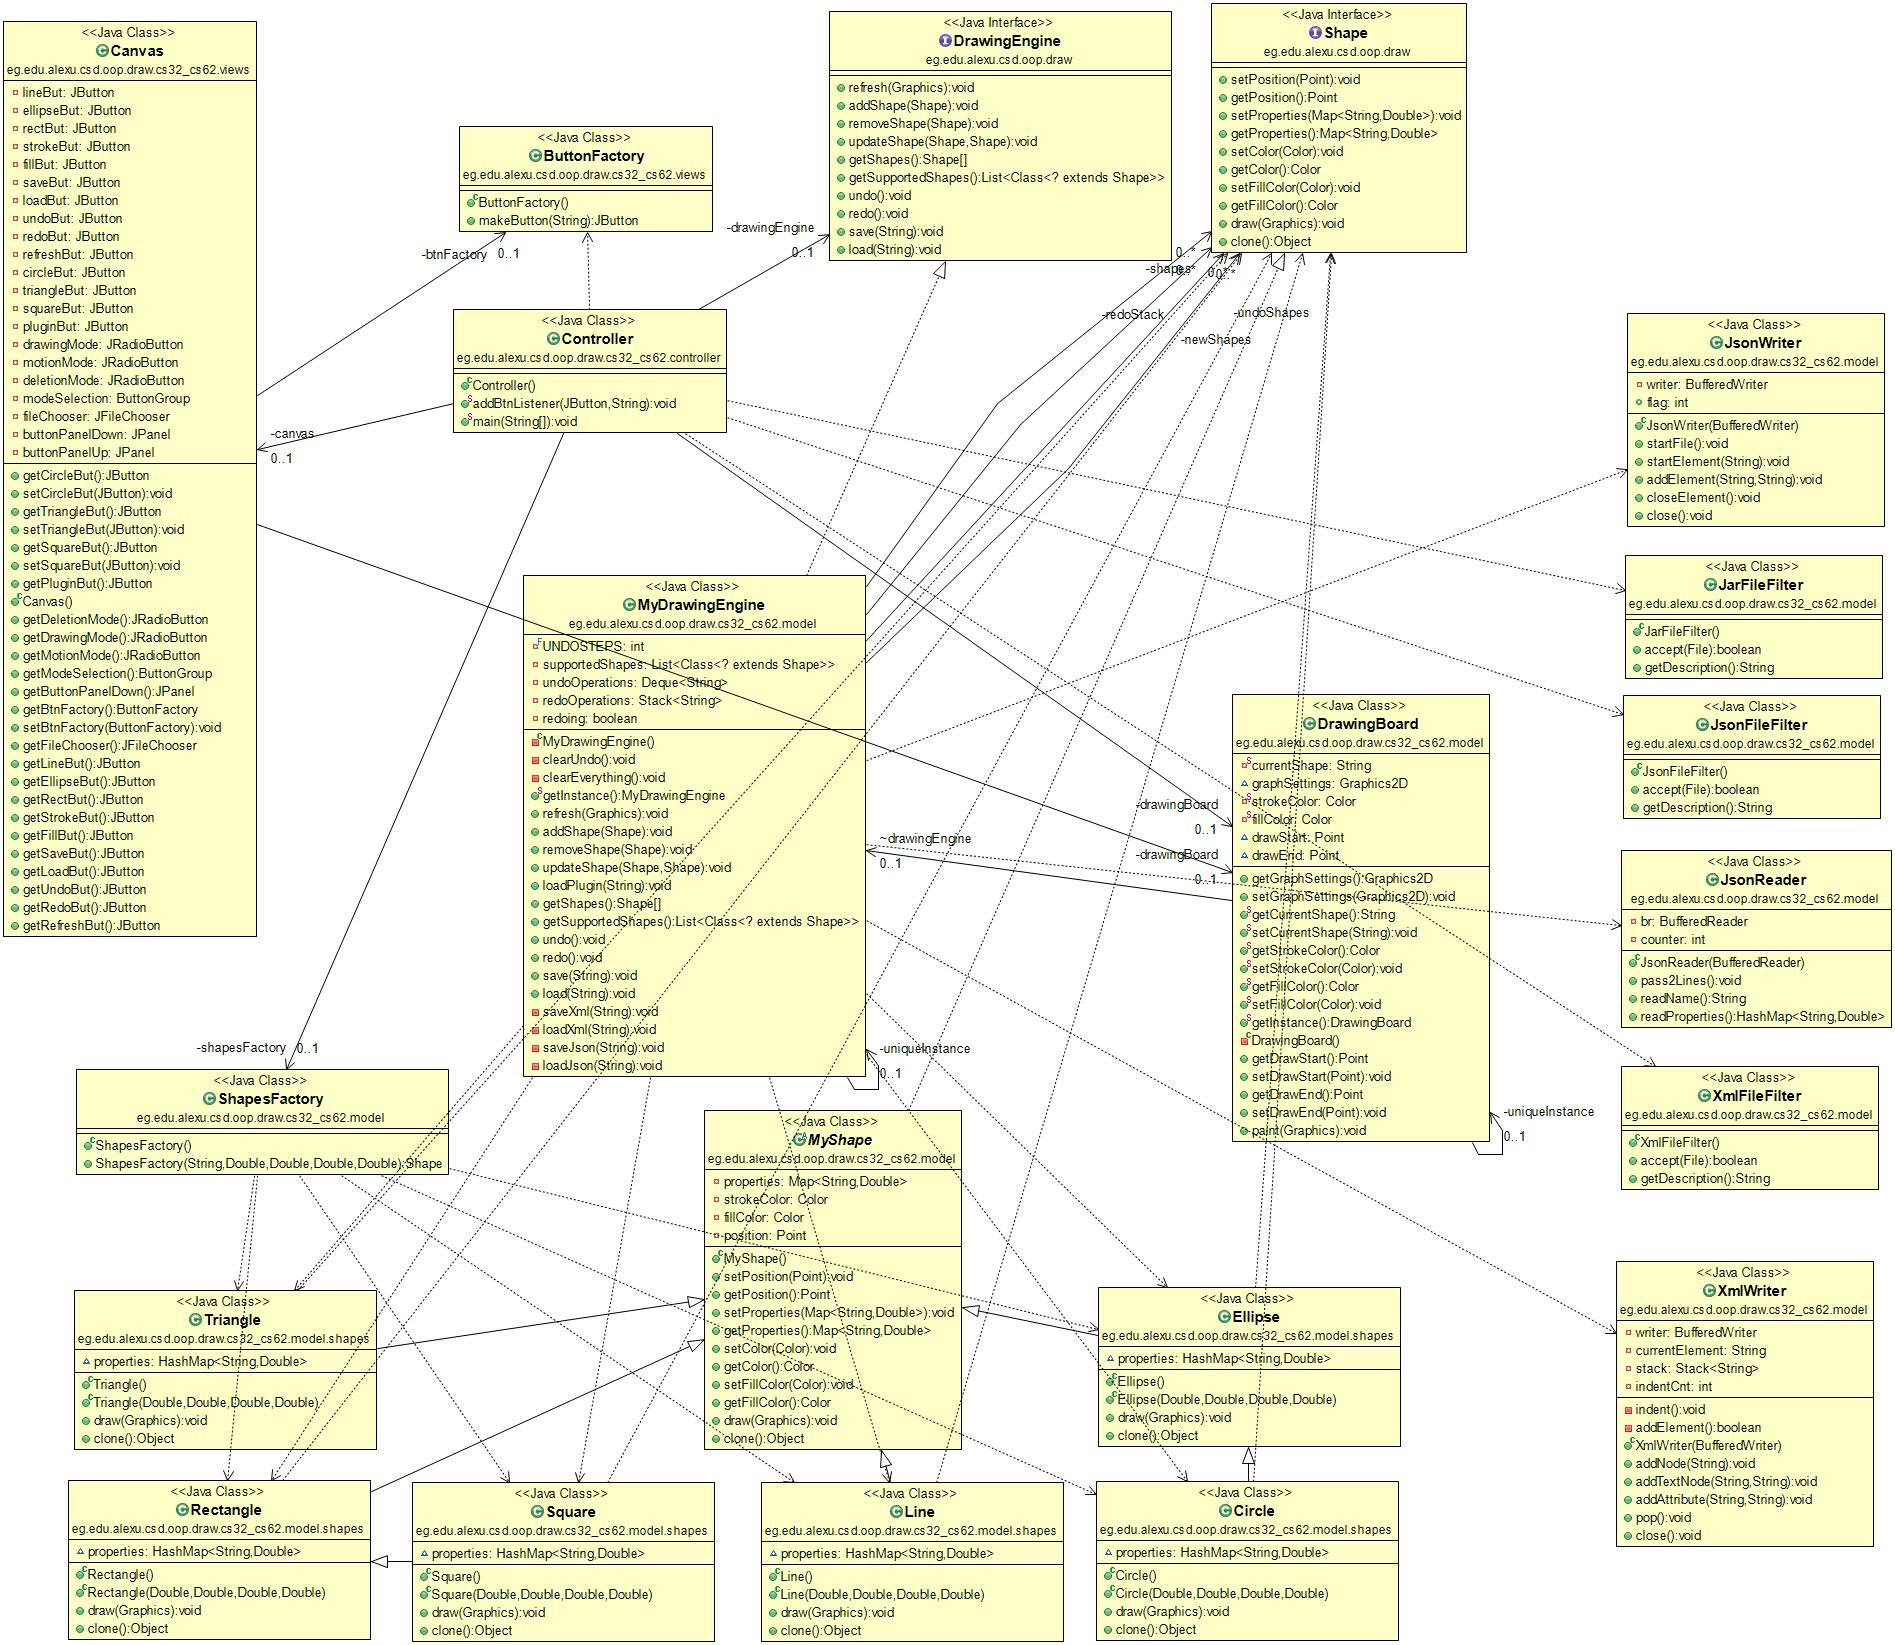 <<Java Class>>
Canvas
eg.edu.alexu.csd.oop.draw.cs32_cs62.views
lineBut: JButton
ellipseBut: JButton
rectBut: JButton
strokeBut: JButton
fillBut: JButton
saveBut: JButton
loadBut: JButton
undoBut: JButton
redoBut: JButton
refreshBut: JButton
circleBut: JButton
triangleBut: JButton
squareBut: JButton
pluginBut: JButton
drawingMode: JRadioButton
motionMode: JRadioButton
deletionMode: JRadioButton
modeSelection: ButtonGroup
fileChooser: JFileChooser
buttonPanelDown: JPanel
buttonPanelUp: JPanel
getCircleBut():JButton
setCircleBut(JButton):void
getTriangleBut():JButton
setTriangleBut(JButton):void
getSquareBut():JButton
setSquareBut(JButton):void
getPluginBut():JButton
Canvas()
getDeletionMode():JRadioButton
getDrawingMode():JRadioButton
getMotionMode():JRadioButton
getModeSelection():ButtonGroup
getButtonPanelDown():JPanel
getBtnFactory():ButtonFactory
setBtnFactory(ButtonFactory):void
getFileChooser():JFileChooser
getLineBut():JButton
getEllipseBut():JButton
getRectBut():JButton
getStrokeBut():JButton
getFillBut():JButton
getSaveBut():JButton
getLoadBut():JButton
getUndoBut():JButton
getRedoBut():JButton
getRefreshBut():JButton
<<Java Class>>
ButtonFactory
eg.edu.alexu.csd.oop.draw.cs32_cs62.views
ButtonFactory()
makeButton(String):JButton
-btnFactory
0..1
<<Java Class>>
Controller
eg.edu.alexu.csd.oop.draw.cs32_cs62.controller
Controller()
addBtnListener(JButton,String):void
main(String[]):void
-canvas
0..1
-drawingEngine
0..1
<<Java Interface>>
DrawingEngine
eg.edu.alexu.csd.oop.draw
refresh(Graphics):void
addShape(Shape):void
removeShape(Shape):void
updateShape(Shape,Shape):void
getShapes():Shape[]
getSupportedShapes():List<Class<? extends Shape>>
undo():void
redo():void
save(String):void
load(String):void
<<Java Interface>>
Shape
eg.edu.alexu.csd.oop.draw
setPosition(Point):void
getPosition():Point
setProperties(Map<String,Double>):void
getProperties():Map<String,Double>
setColor(Color):void
getColor():Color
setFillColor(Color):void
getFillColor():Color
draw(Graphics):void
clone():Object
0..*
-shapes
0..*
-redoStack
-undoShapes
-newShapes
<<Java Class>>
JsonWriter
eg.edu.alexu.csd.oop.draw.cs32_cs62.model
writer: BufferedWriter
flag: int
JsonWriter(BufferedWriter)
startFile():void
startElement(String):void
addElement(String,String):void
closeElement():void
close():void
<<Java Class>>
JarFileFilter
eg.edu.alexu.csd.oop.draw.cs32_cs62.model
JarFileFilter()
accept(File):boolean
getDescription():String
<<Java Class>>
JsonFileFilter
eg.edu.alexu.csd.oop.draw.cs32_cs62.model
JsonFileFilter()
accept(File):boolean
getDescription():String
<<Java Class>>
MyDrawingEngine
eg.edu.alexu.csd.oop.draw.cs32_cs62.model
UNDOSTEPS: int
supportedShapes: List<Class<? extends Shape>>
undoOperations: Deque<String>
redoOperations: Stack<String>
redoing: boolean
MyDrawingEngine()
clearUndo():void
clearEverything():void
getInstance():MyDrawingEngine
refresh(Graphics):void
addShape(Shape):void
removeShape(Shape):void
updateShape(Shape,Shape):void
loadPlugin(String):void
getShapes():Shape[]
getSupportedShapes():List<Class<? extends Shape>>
undo():void
redo():void
save(String):void
load(String):void
saveXml(String):void
loadXml(String):void
saveJson(String):void
loadJson(String):void
-uniqueInstance
0..1
-drawingBoard
0..1
~drawingEngine
0..1
-drawingBoard
0..1
<<Java Class>>
DrawingBoard
eg.edu.alexu.csd.oop.draw.cs32_cs62.model
currentShape: String
graphSettings: Graphics2D
strokeColor: Color
fillColor: Color
drawStart: Point
drawEnd: Point
getGraphSettings():Graphics2D
setGraphSettings(Graphics2D):void
getCurrentShape():String
setCurrentShape(String):void
getStrokeColor():Color
setStrokeColor(Color):void
getFillColor():Color
setFillColor(Color):void
getInstance():DrawingBoard
DrawingBoard()
getDrawStart():Point
setDrawStart(Point):void
getDrawEnd():Point
setDrawEnd(Point):void
paint(Graphics):void
-uniqueInstance
0..1
<<Java Class>>
JsonReader
eg.edu.alexu.csd.oop.draw.cs32_cs62.model
br: BufferedReader
counter: int
JsonReader(BufferedReader)
pass2Lines():void
readName():String
readProperties():HashMap<String,Double>
<<Java Class>>
XmlFileFilter
eg.edu.alexu.csd.oop.draw.cs32_cs62.model
XmlFileFilter()
accept(File):boolean
getDescription():String
-shapesFactory
0..1
<<Java Class>>
ShapesFactory
eg.edu.alexu.csd.oop.draw.cs32_cs62.model
ShapesFactory()
ShapesFactory(String,Double,Double,Double,Double):Shape
<<Java Class>>
MyShape
eg.edu.alexu.csd.oop.draw.cs32_cs62.model
properties: Map<String,Double>
strokeColor: Color
fillColor: Color
position: Point
MyShape()
setPosition(Point):void
getPosition():Point
setProperties(Map<String,Double>):void
getProperties():Map<String,Double>
setColor(Color):void
getColor():Color
setFillColor(Color):void
getFillColor():Color
draw(Graphics):void
clone():Object
<<Java Class>>
Triangle
eg.edu.alexu.csd.oop.draw.cs32_cs62.model.shapes
properties: HashMap<String,Double>
Triangle()
Triangle(Double,Double,Double,Double)
draw(Graphics):void
clone():Object
<<Java Class>>
Ellipse
eg.edu.alexu.csd.oop.draw.cs32_cs62.model.shapes
properties: HashMap<String,Double>
Ellipse()
Ellipse(Double,Double,Double,Double)
draw(Graphics):void
clone():Object
<<Java Class>>
XmlWriter
eg.edu.alexu.csd.oop.draw.cs32_cs62.model
writer: BufferedWriter
currentElement: String
stack: Stack<String>
indentCnt: int
indent():void
addElement():boolean
XmlWriter(BufferedWriter)
addNode(String):void
addTextNode(String,String):void
addAttribute(String,String):void
pop():void
close():void
<<Java Class>>
Rectangle
eg.edu.alexu.csd.oop.draw.cs32_cs62.model.shapes
properties: HashMap<String,Double>
Rectangle()
Rectangle(Double,Double,Double,Double)
draw(Graphics):void
clone():Object
<<Java Class>>
Square
eg.edu.alexu.csd.oop.draw.cs32_cs62.model.shapes
properties: HashMap<String,Double>
Square()
Square(Double,Double,Double,Double)
draw(Graphics):void
clone():Object
<<Java Class>>
Line
eg.edu.alexu.csd.oop.draw.cs32_cs62.model.shapes
properties: HashMap<String,Double>
Line()
Line(Double,Double,Double,Double)
draw(Graphics):void
clone():Object
<<Java Class>>
Circle
eg.edu.alexu.csd.oop.draw.cs32_cs62.model.shapes
properties: HashMap<String,Double>
Circle()
Circle(Double,Double,Double,Double)
draw(Graphics):void
clone():Object